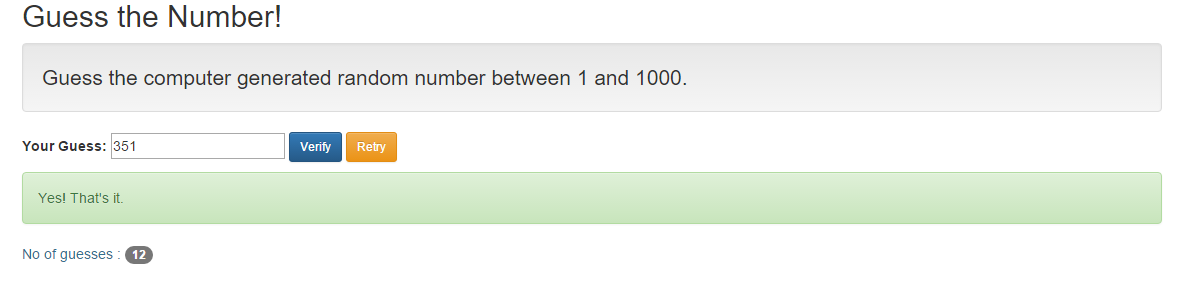 Guess the Number!
Guess the computer generated random number between 1 and 1000.
Your Guess: 351 Verify Retry
Yes! That's it.
No of guesses : 12